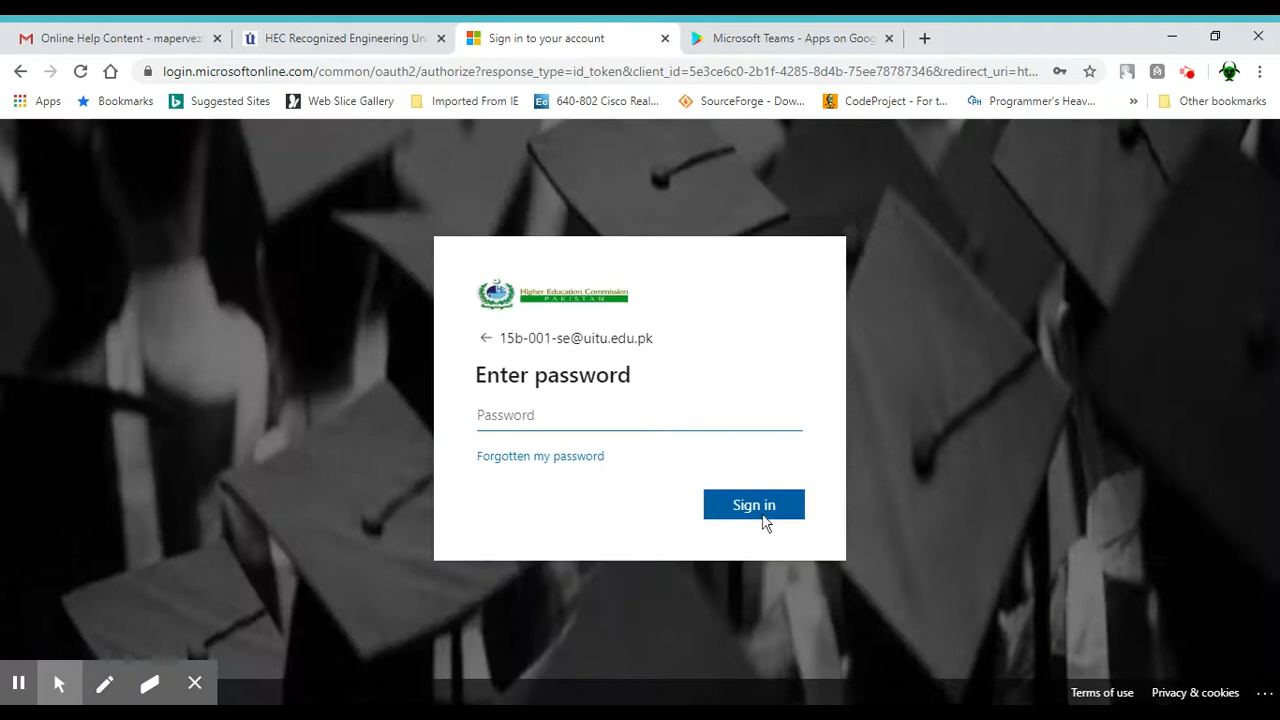 Online Help Content - mapervez
HEC Recognized Engineering Un
Sign in to your account
Microsoft Teams - Apps on Goog
login.microsoftonline.com/common/oauth2/authorize?response_type=id_token&client_id=5e3ce6c0-2b1f-4285-8d4b-75ee78787346&redirect_uri=ht...
Apps
Bookmarks
Suggested Sites
Web Slice Gallery
Imported From IE
640-802 Cisco Real...
SourceForge - Dow...
CodeProject - For t...
Programmer's Heav...
»
Other bookmarks
Higher Education Commission
PAKISTAN
15b-001-se@uitu.edu.pk
Enter password
Password
Forgotten my password
Sign in
Terms of use
Privacy & cookies
...